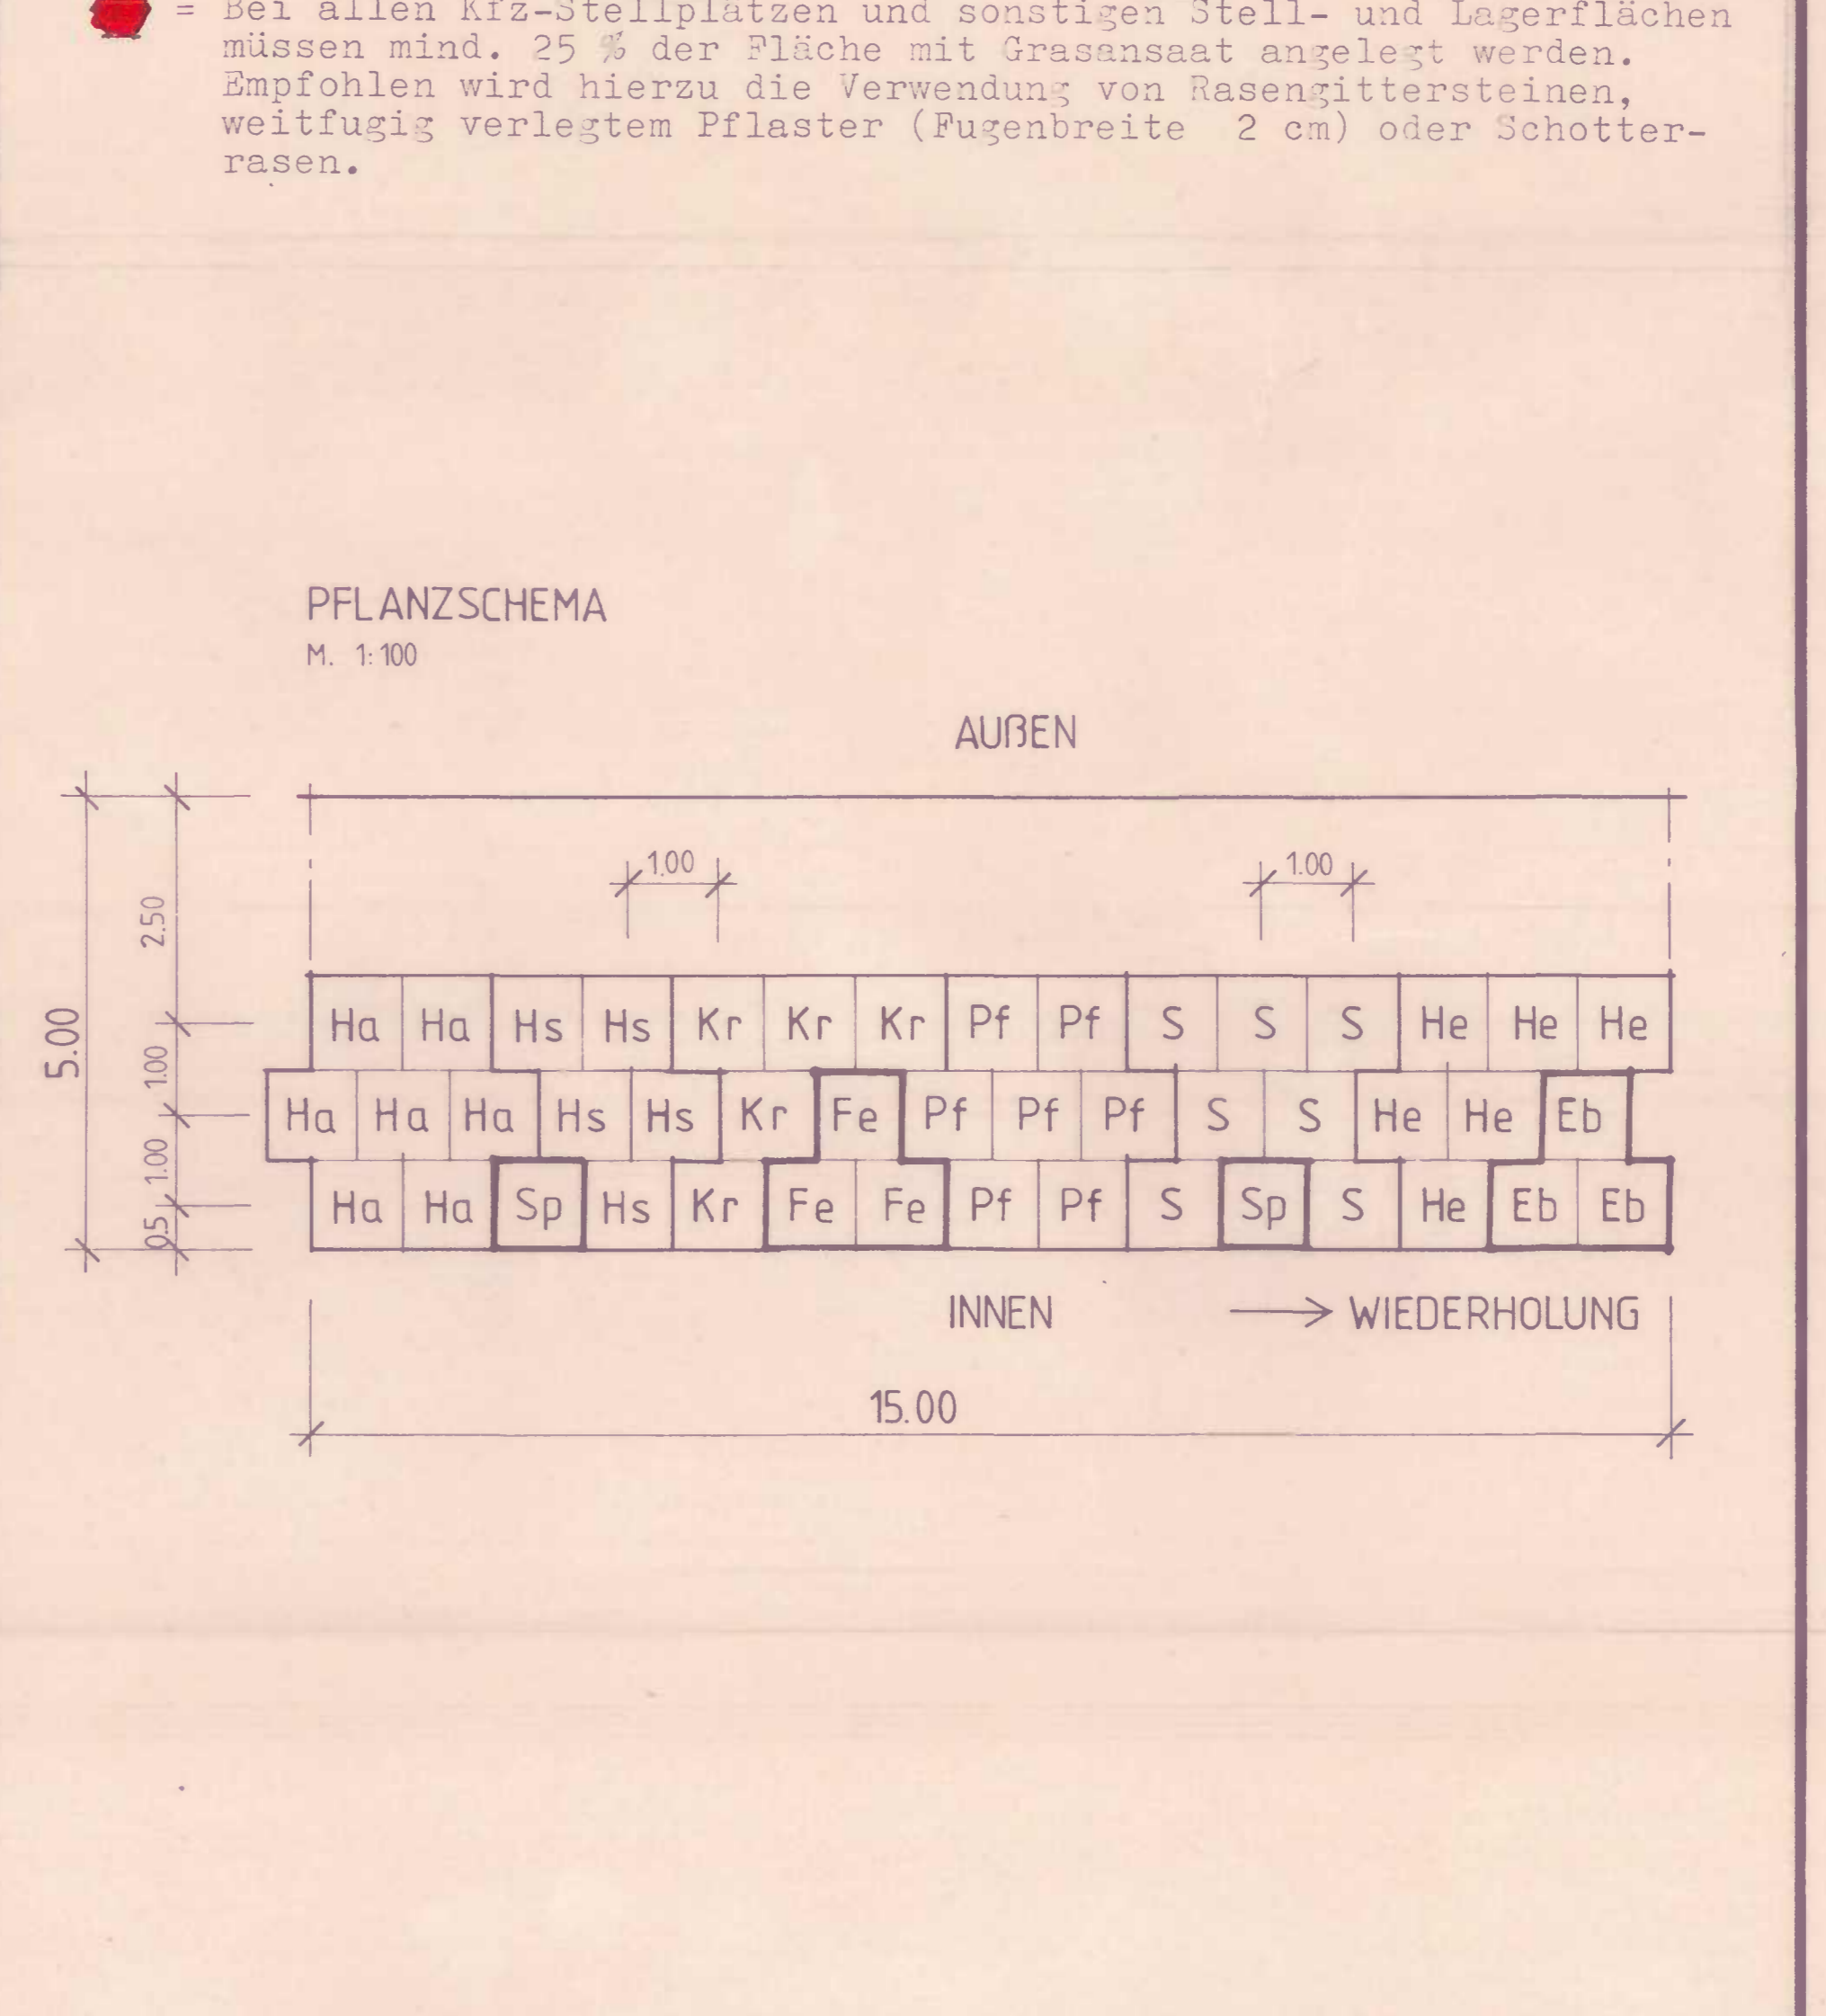 = Bei allen Kfz-Stellplätzen und sonstigen Stell- und Lagerflächen
müssen mind. 25 % der Fläche mit Grasansaat angelegt werden.
Empfohlen wird hierzu die Verwendung von Rasengittersteinen,
weitfugig verlegtem Pflaster (Fugenbreite 2 cm) oder Schotter-
rasen.
PFLANZSCHEMA
M. 1:100
AUßEN
1.00 1.00
2.50
5.00
1.00
1.00
0,5
Ha Ha Hs Hs Kr Kr Kr Pf Pf S S S He He He
Ha Ha Ha Hs Hs Kr Fe Pf Pf Pf S S He He Eb
Ha Ha Sp Hs Kr Fe Fe Pf Pf S Sp S He Eb Eb
INNEN → WIEDERHOLUNG
15.00